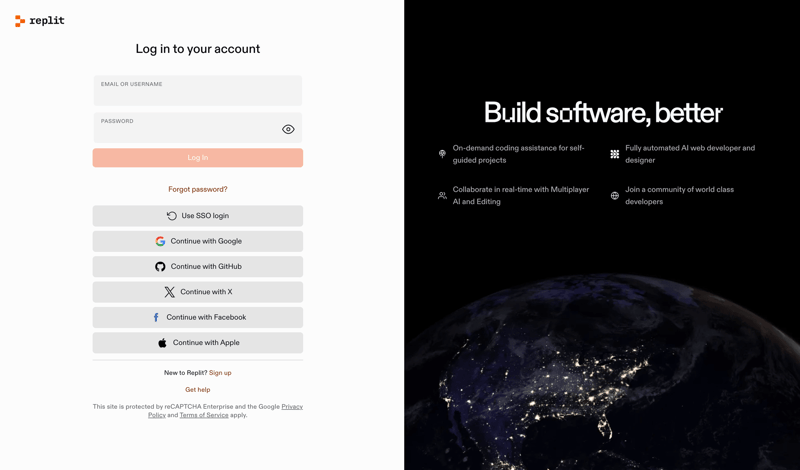 replit
Log in to your account
EMAIL OR USERNAME
PASSWORD
Log In
Forgot password?
Use SSO login
Continue with Google
Continue with GitHub
Continue with X
Continue with Facebook
Continue with Apple
New to Replit? Sign up
Get help
This site is protected by reCAPTCHA Enterprise and the Google Privacy
Policy and Terms of Service apply.
Build software, better
On-demand coding assistance for self-
guided projects
Fully automated AI web developer and
designer
Collaborate in real-time with Multiplayer
AI and Editing
Join a community of world class
developers